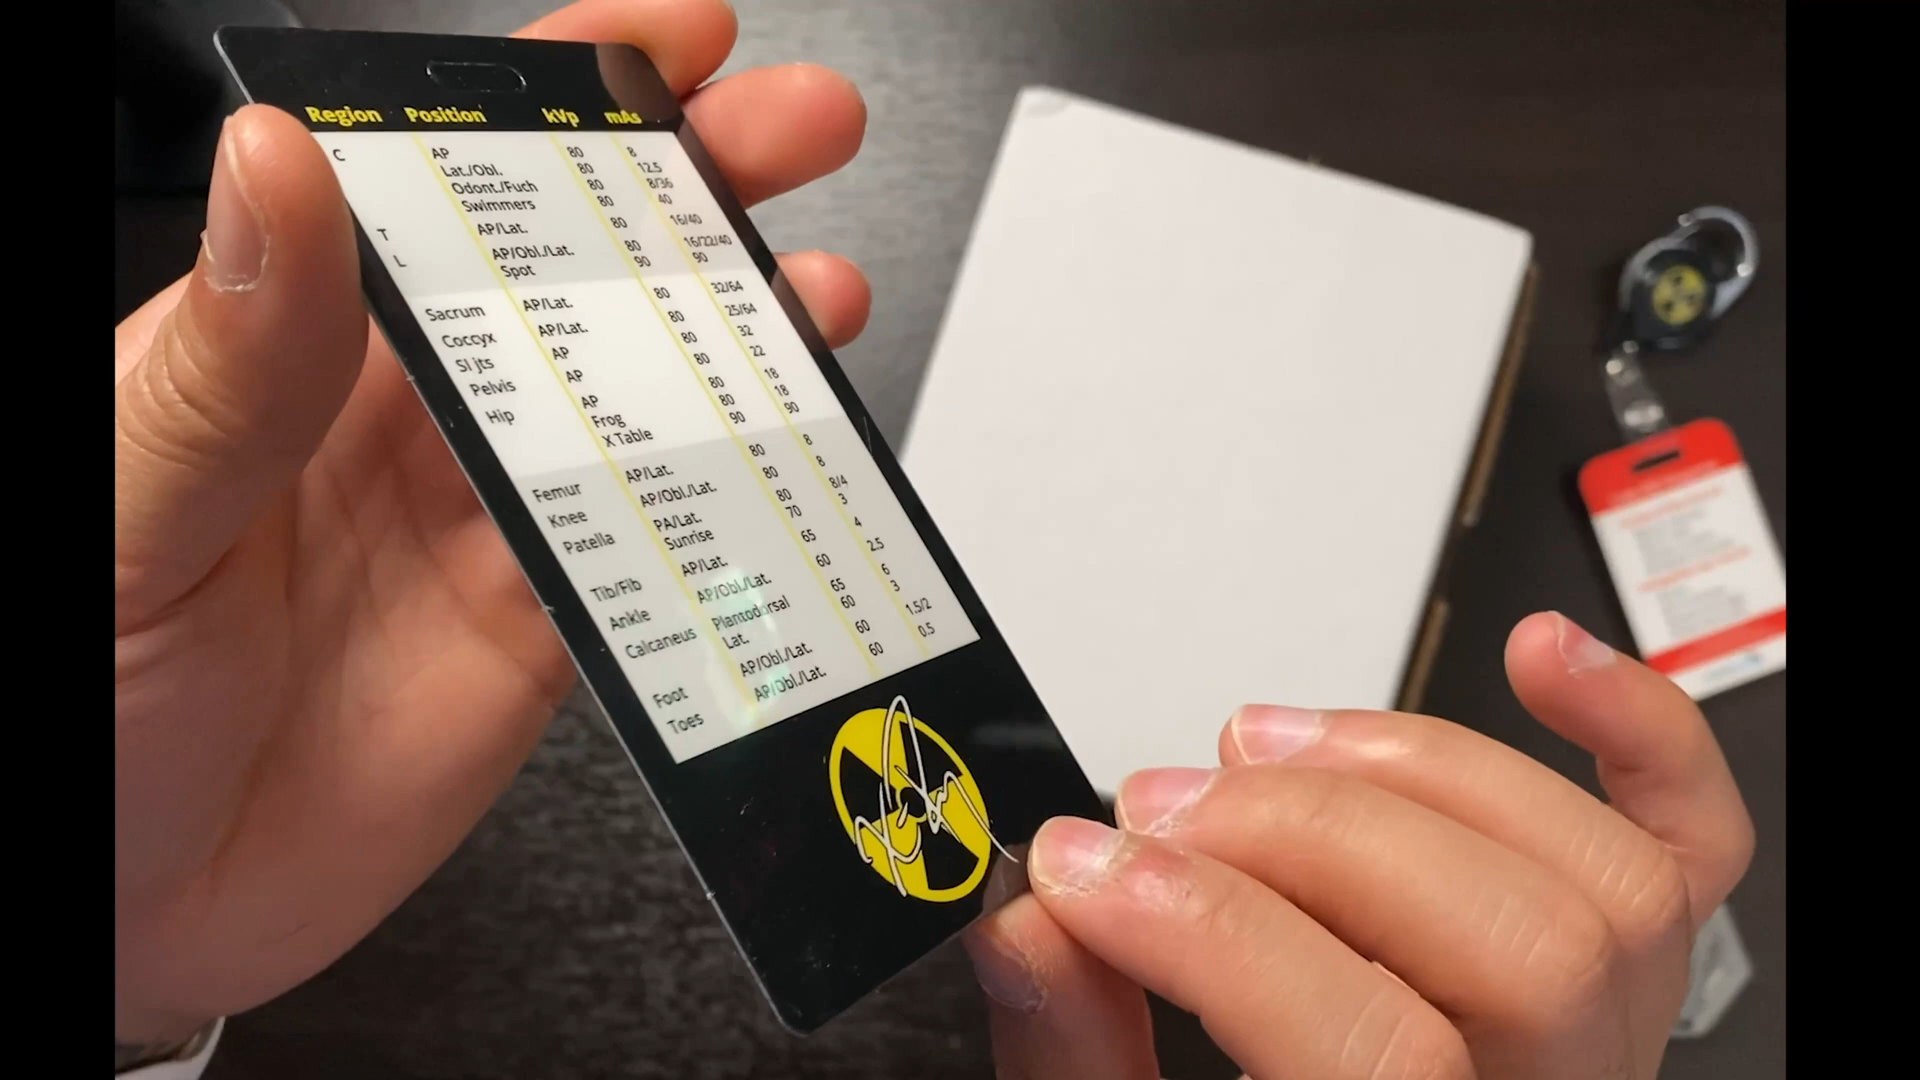 Region Position kVp mAs
C AP 80 8
Lat./Obl. 80 12.5
Odont./Fuch 80 8/36
Swimmers 80 40
T AP/Lat. 80 16/40
L AP/Obl./Lat. 80 16/22/40
Spot 90 90
Sacrum AP/Lat. 80 32/64
Coccyx AP/Lat. 80 25/64
SI jts AP 80 32
Pelvis AP 80 22
Hip AP 80 18
Frog 80 18
X Table 90 90
Femur AP/Lat. 80 8
Knee AP/Obl./Lat. 80 8
Patella PA/Lat. 80 8/4
Sunrise 70 3
Tib/Fib AP/Lat. 65 4
Ankle AP/Obl./Lat. 60 2.5
Calcaneus Plantodorsal 65 6
Lat. 60 3
Foot AP/Obl./Lat. 60 1.5/2
Toes AP/Obl./Lat. 60 0.5